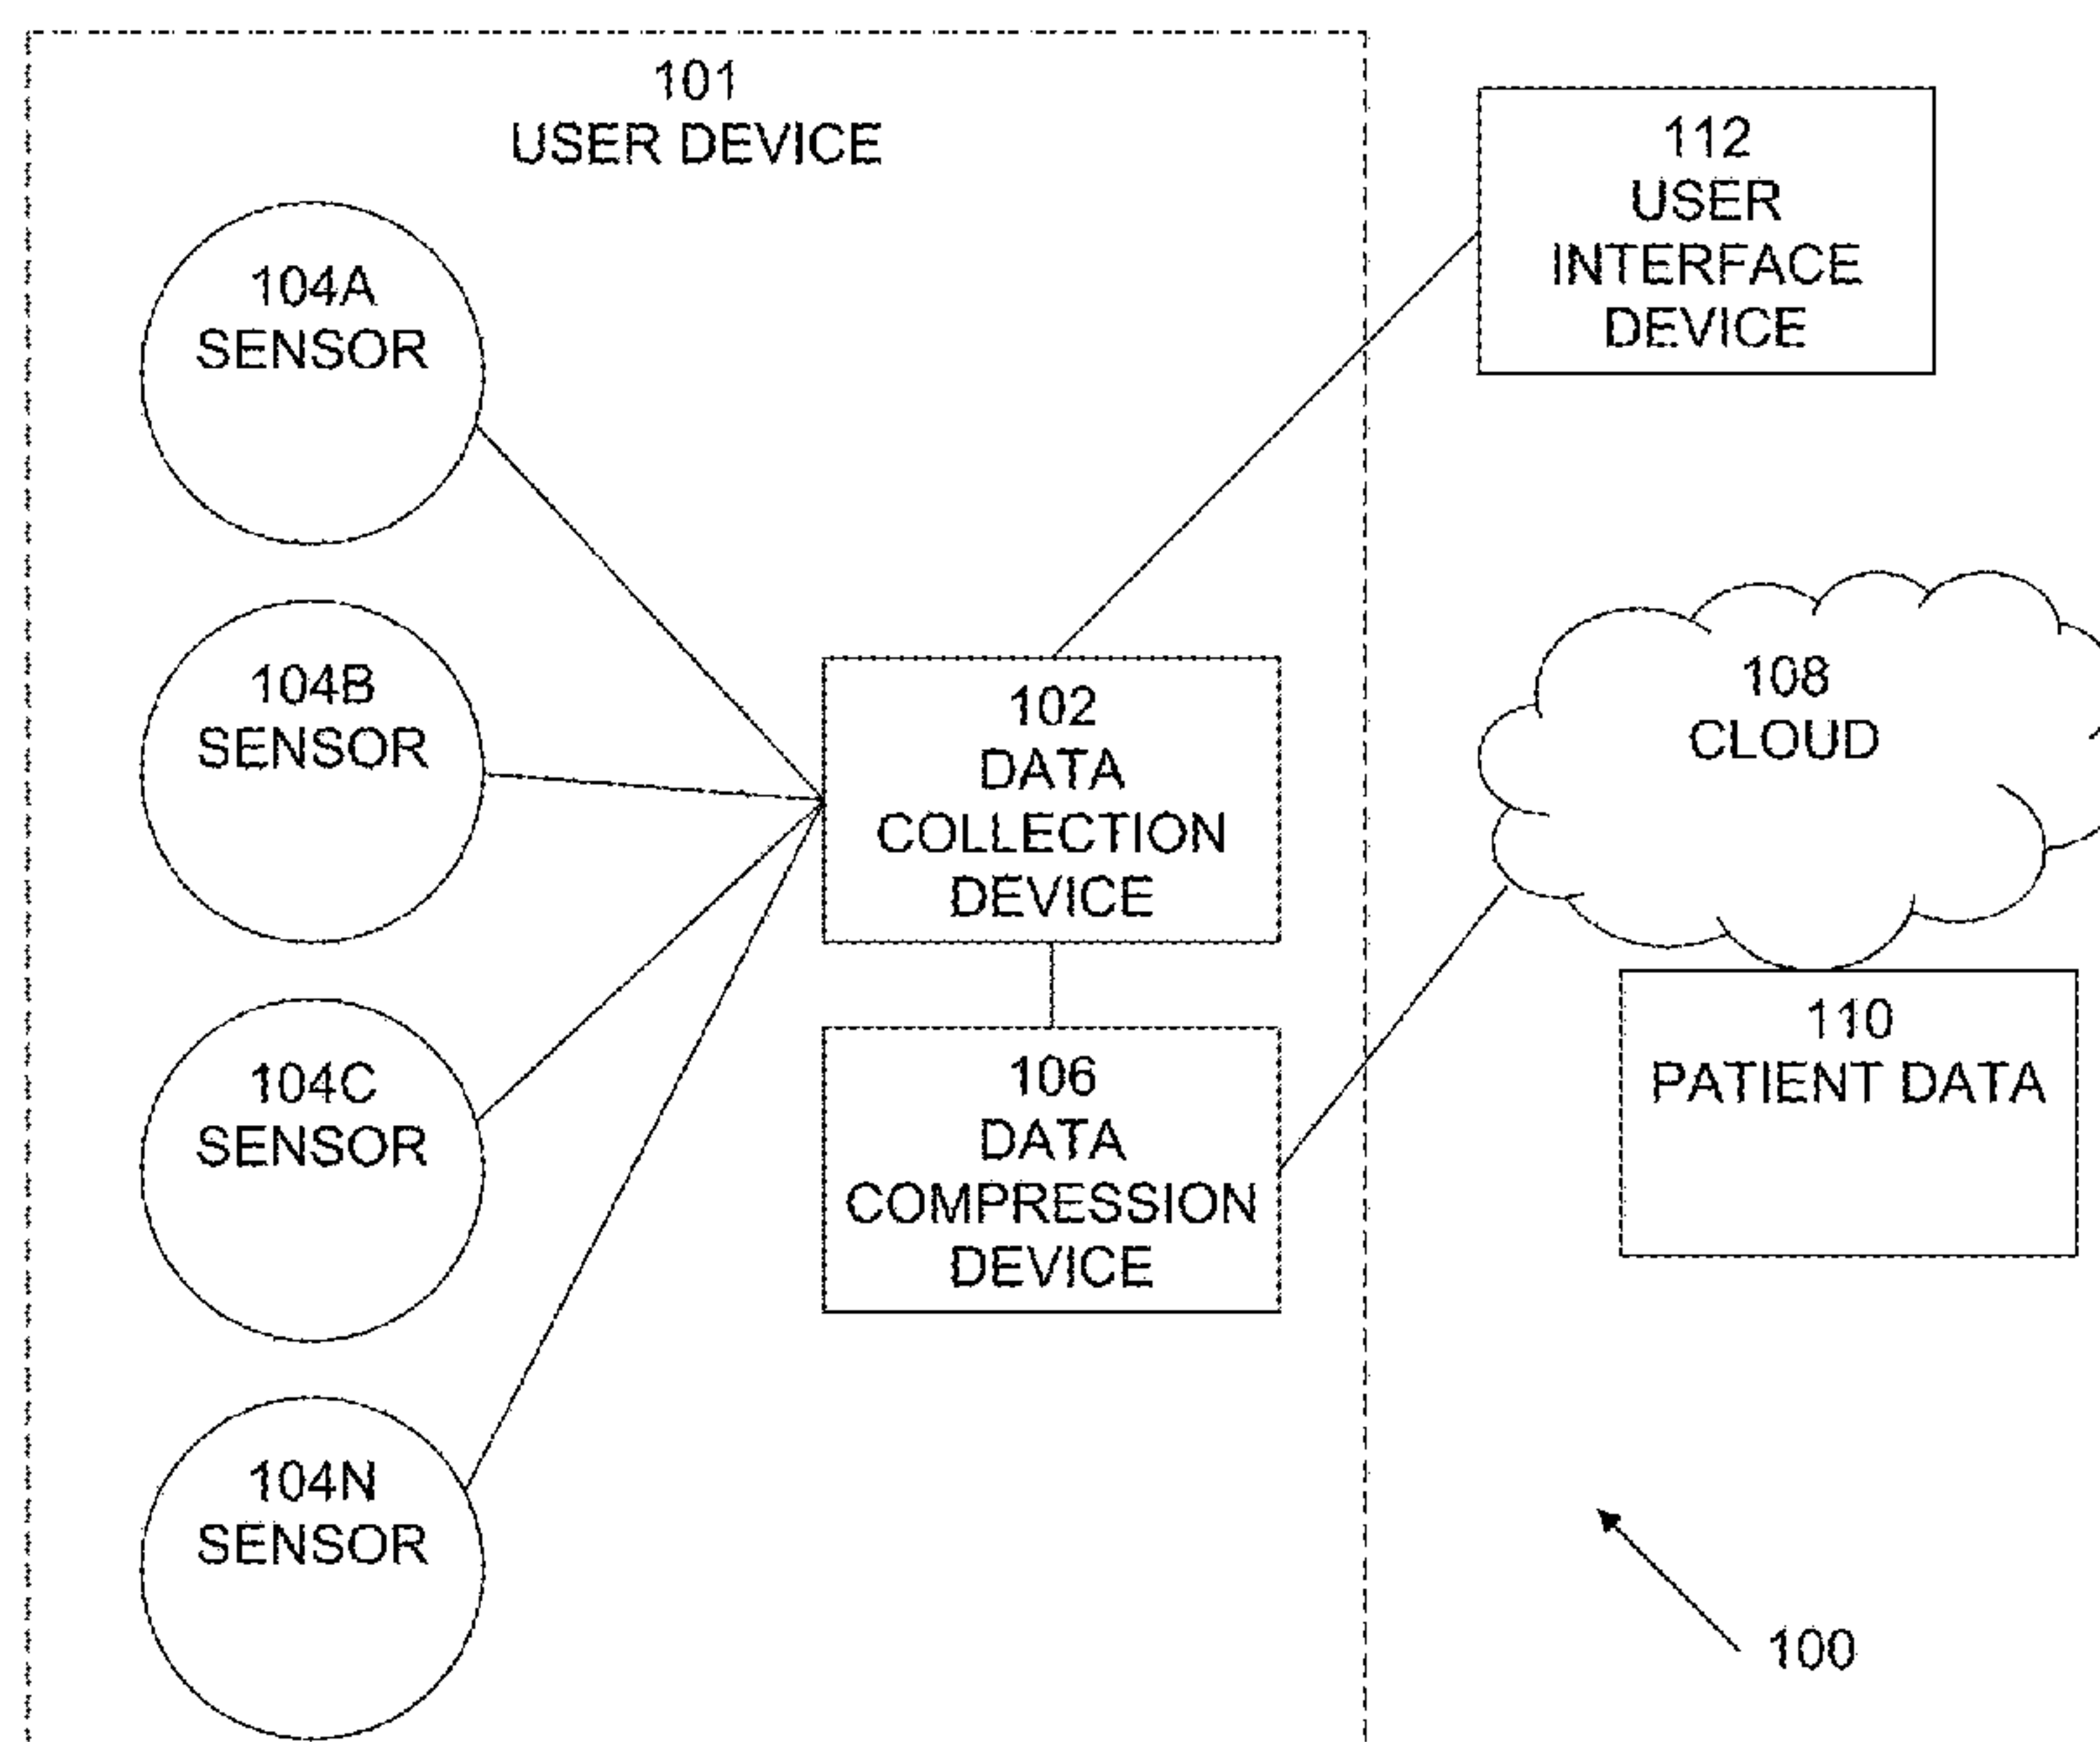 101
USER DEVICE
112
USER
INTERFACE
DEVICE
104A
SENSOR
104B
SENSOR
102
DATA
COLLECTION
DEVICE
108
CLOUD
104C
SENSOR
106
DATA
COMPRESSION
DEVICE
110
PATIENT DATA
104N
SENSOR
100